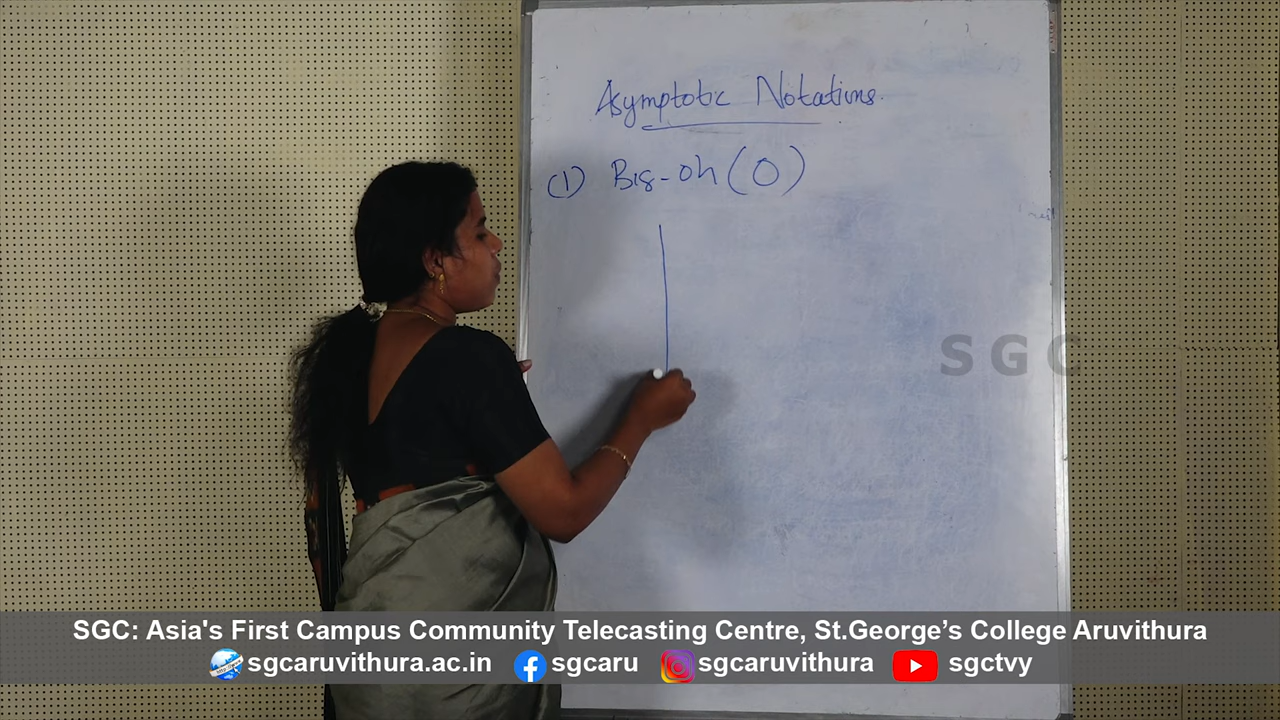 Asymptotic Notations.
(1) Big-Oh (O)
SGC
SGC: Asia's First Campus Community Telecasting Centre, St.George’s College Aruvithura
sgcaruvithura.ac.in sgcaru sgcaruvithura sgctvy